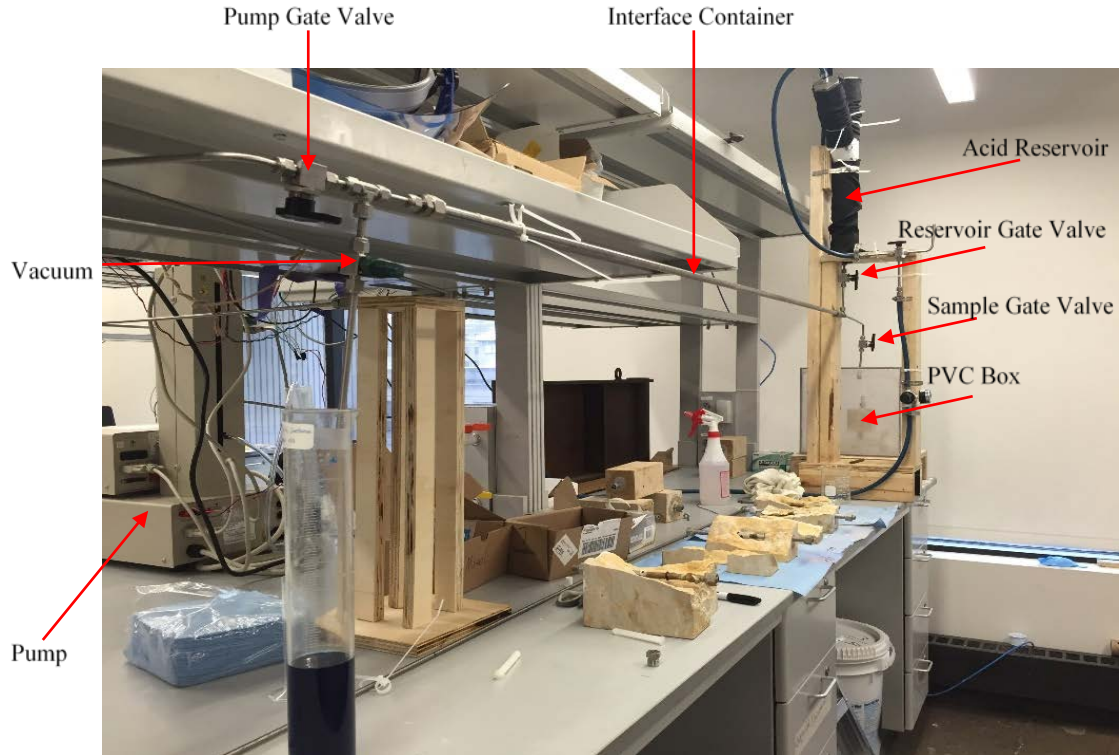 Pump Gate Valve
Interface Container
Acid Reservoir
Reservoir Gate Valve
Vacuum
Sample Gate Valve
PVC Box
Pump